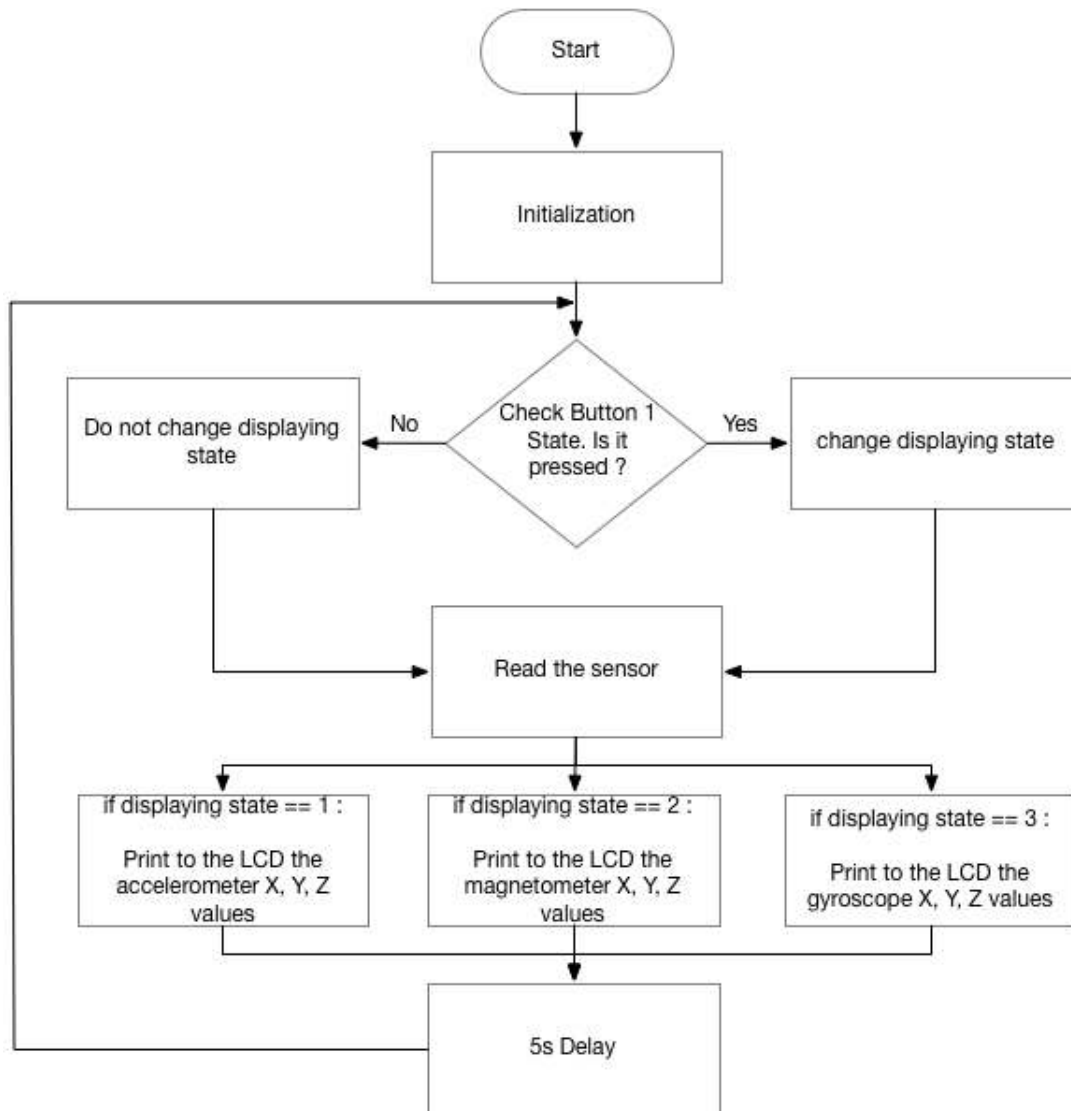 Start
Initialization
Check Button 1
State. Is it
pressed ?
No
Yes
Do not change displaying
state
change displaying state
Read the sensor
if displaying state == 1 :
Print to the LCD the
accelerometer X, Y, Z
values
if displaying state == 2 :
Print to the LCD the
magnetometer X, Y, Z
values
if displaying state == 3 :
Print to the LCD the
gyroscope X, Y, Z values
5s Delay